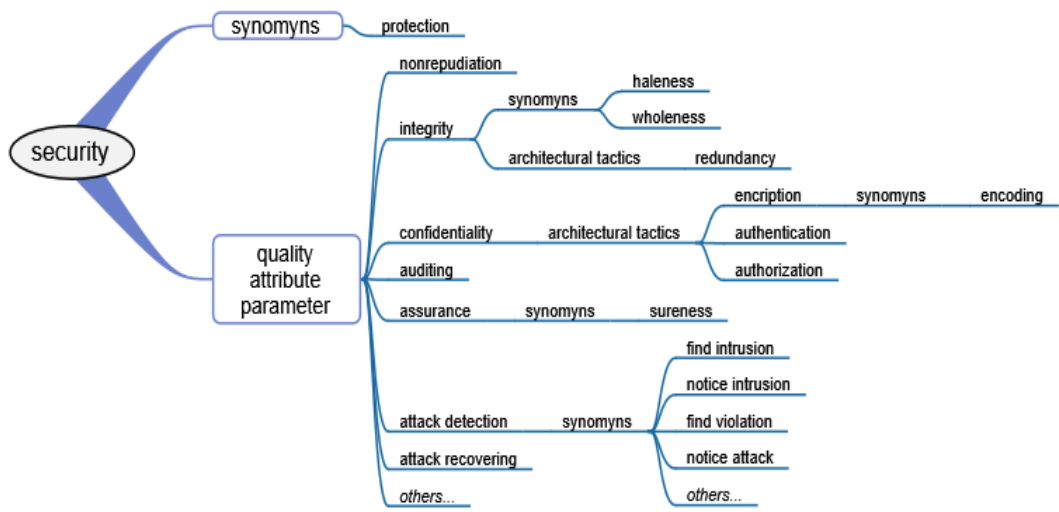 synomyns
protection
security
quality
attribute
parameter
nonrepudiation
integrity
synomyns
haleness
wholeness
architectural tactics
redundancy
confidentiality
architectural tactics
encription
synomyns
encoding
authentication
authorization
auditing
assurance
synomyns
sureness
attack detection
synomyns
find intrusion
notice intrusion
find violation
notice attack
others...
attack recovering
others...